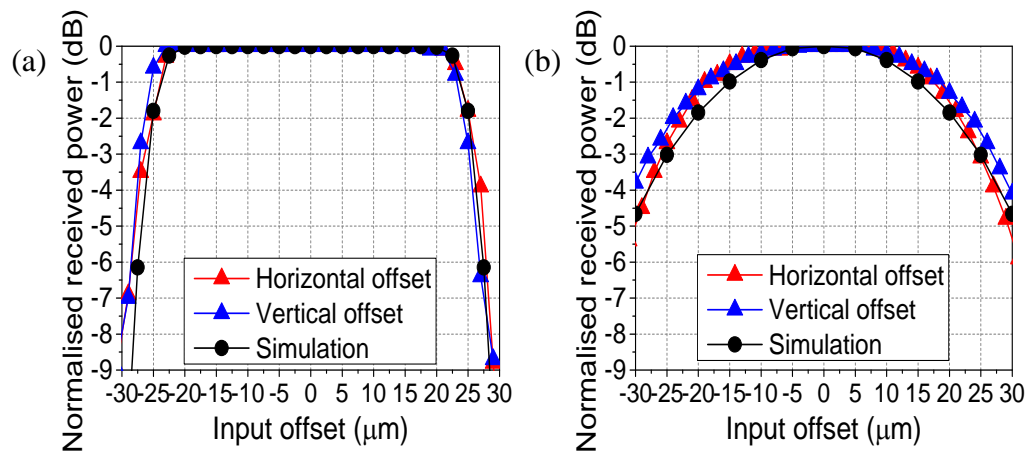 (a)
Normalised received power (dB)
0
-1
-2
-3
-4
-5
-6
-7
-8
-9
Horizontal offset
Vertical offset
Simulation
-30 -25 -20 -15 -10 -5 0 5 10 15 20 25 30
Input offset (μm)
(b)
Normalised received power (dB)
0
-1
-2
-3
-4
-5
-6
-7
-8
-9
Horizontal offset
Vertical offset
Simulation
-30 -25 -20 -15 -10 -5 0 5 10 15 20 25 30
Input offset (μm)